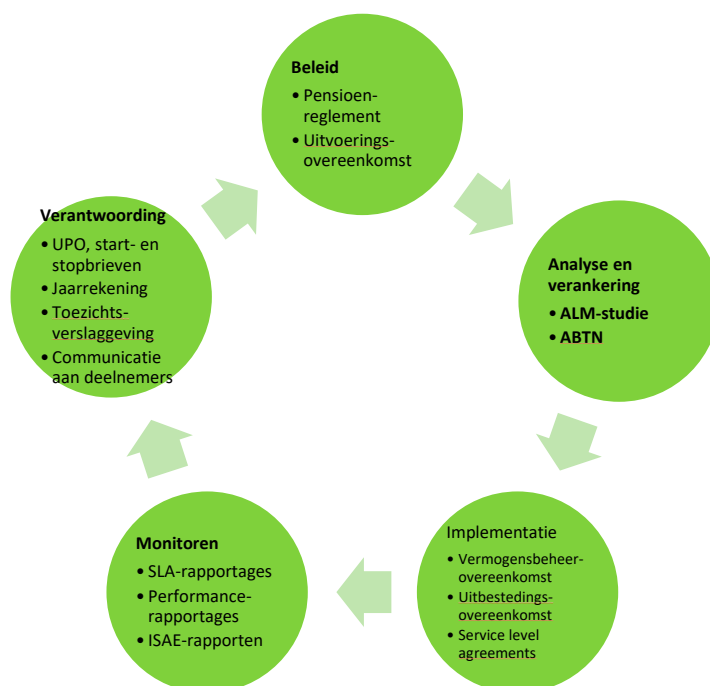 Beleid
• Pensioen-
reglement
• Uitvoerings-
overeenkomst
Analyse en
verankering
• ALM-studie
• ABTN
Implementatie
• Vermogensbeheer-
overeenkomst
• Uitbestedings-
overeenkomst
• Service level
agreements
Monitoren
• SLA-rapportages
• Performance-
rapportages
• ISAE-rapporten
Verantwoording
• UPO, start- en
stopbrieven
• Jaarrekening
• Toezichts-
verslaggeving
• Communicatie
aan deelnemers